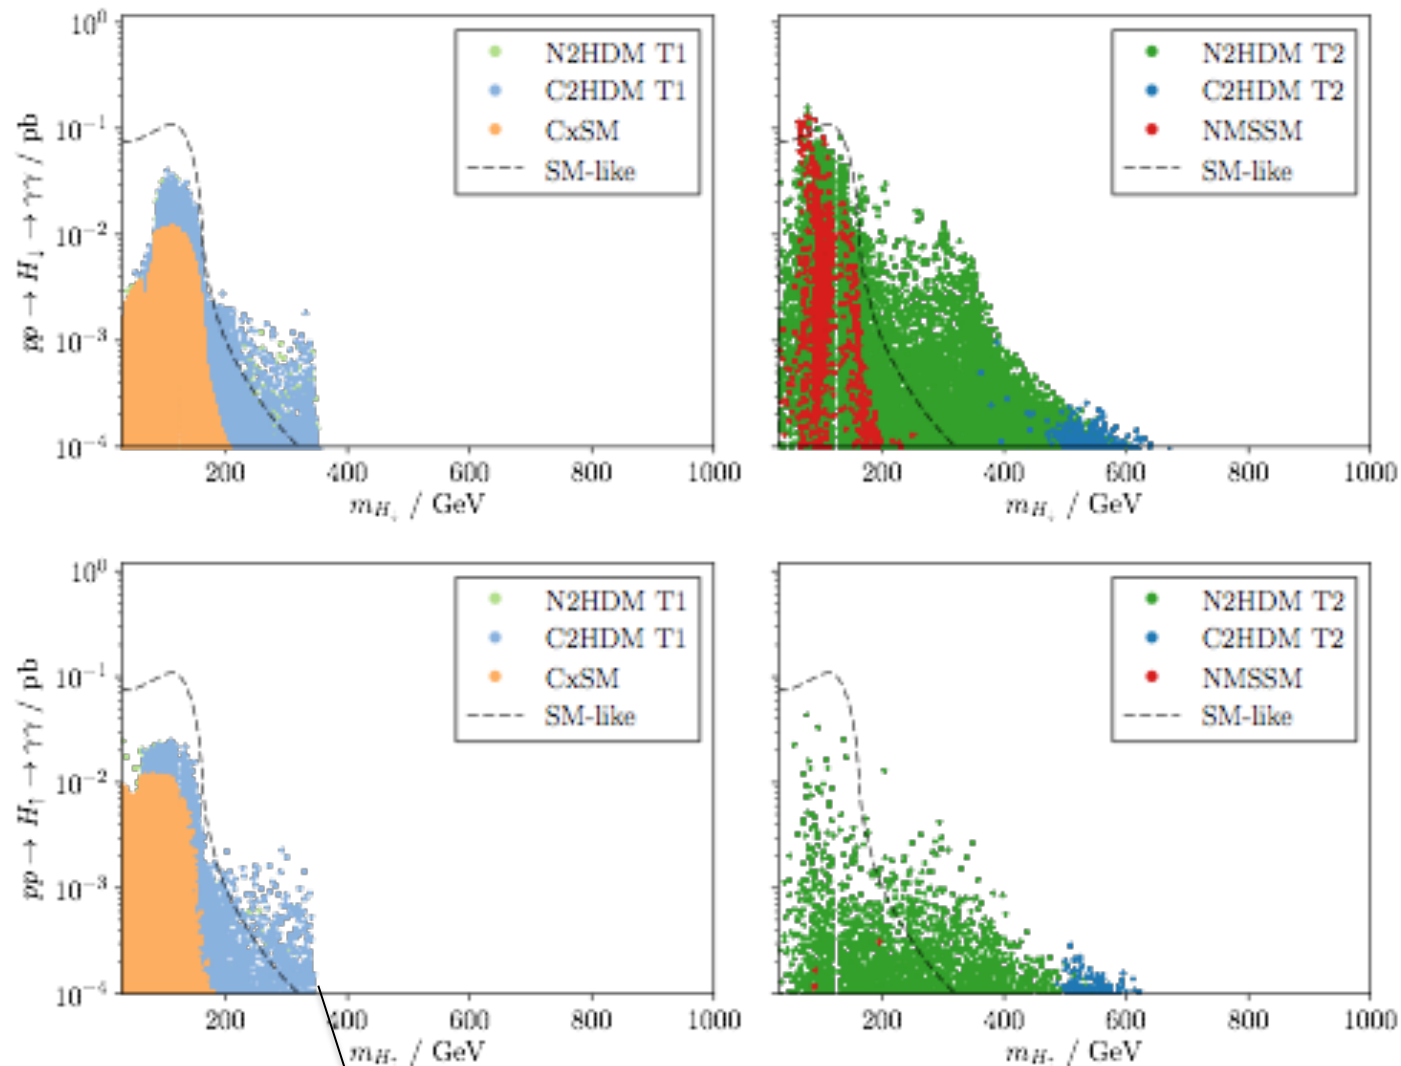 10⁰
10⁻¹
10⁻²
10⁻³
10⁻⁴
pp → H↓ → γγ / pb
N2HDM T1
C2HDM T1
CxSM
SM-like
200 400 600 800 1000
m_H↓ / GeV
N2HDM T2
C2HDM T2
NMSSM
SM-like
200 400 600 800 1000
m_H↓ / GeV
10⁰
10⁻¹
10⁻²
10⁻³
10⁻⁴
pp → H↑ → γγ / pb
N2HDM T1
C2HDM T1
CxSM
SM-like
200 400 600 800 1000
m_H / GeV
N2HDM T2
C2HDM T2
NMSSM
SM-like
200 400 600 800 1000
m_H / GeV